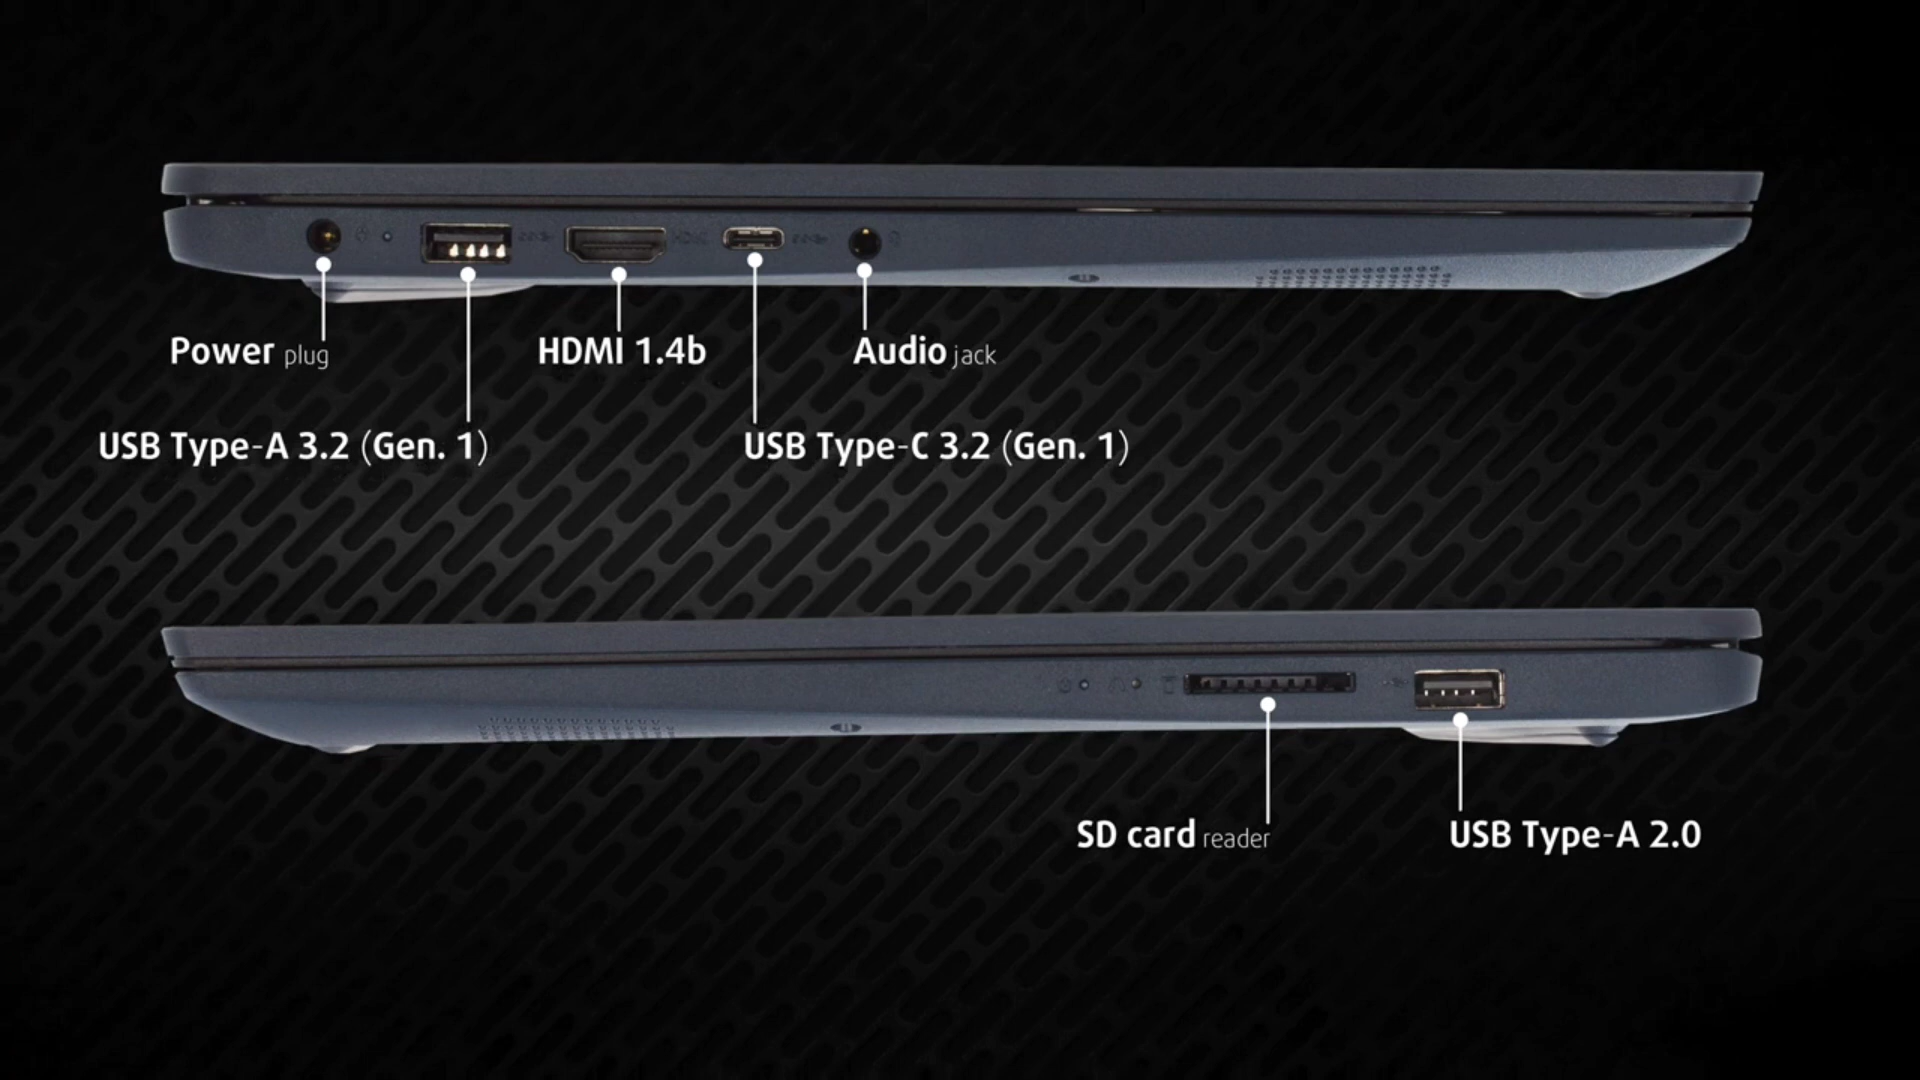 Power plug
HDMI 1.4b
Audio jack
USB Type-A 3.2 (Gen. 1)
USB Type-C 3.2 (Gen. 1)
SD card reader
USB Type-A 2.0